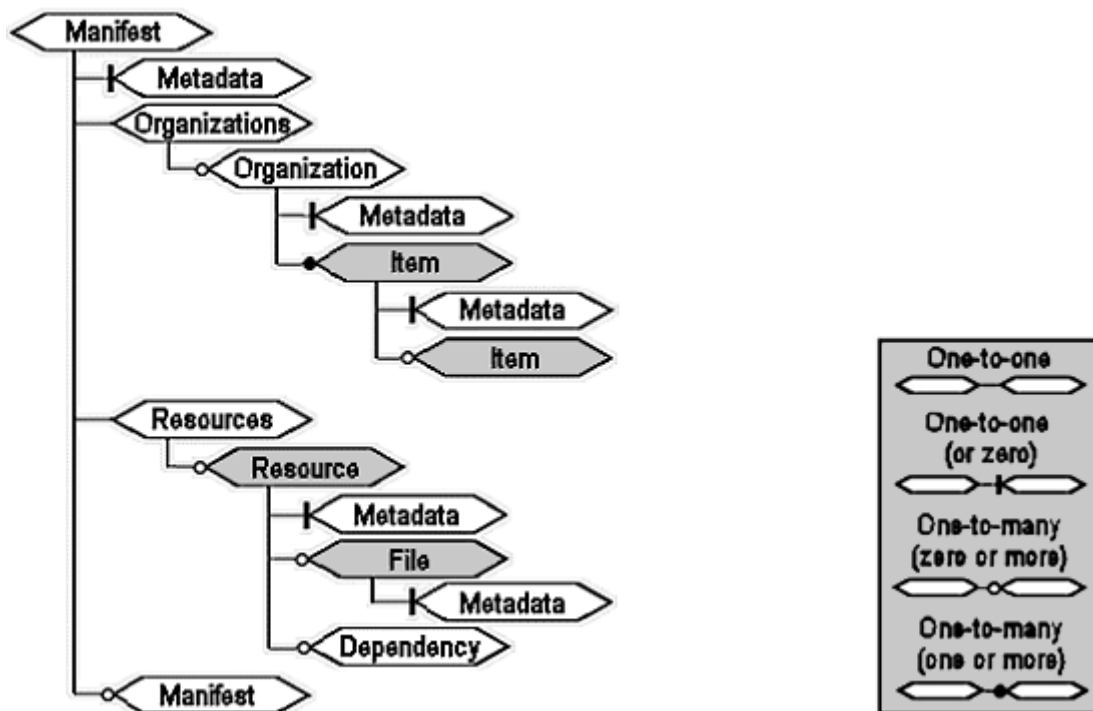 Manifest
Metadata
Organizations
Organization
Metadata
Item
Metadata
Item
Resources
Resource
Metadata
File
Metadata
Dependency
Manifest
One-to-one
One-to-one
(or zero)
One-to-many
(zero or more)
One-to-many
(one or more)